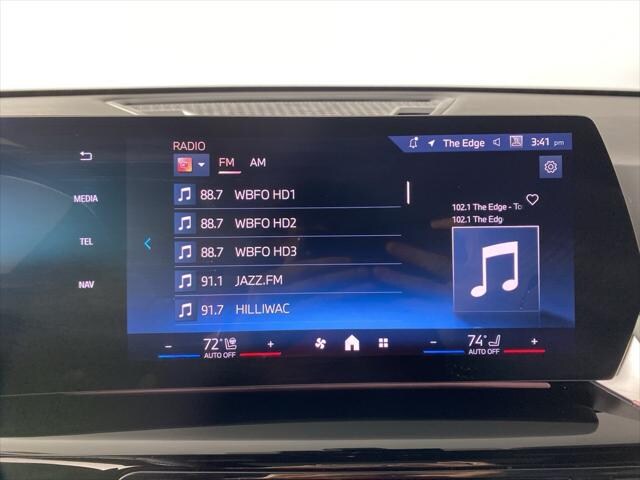 RADIO
The Edge 3:41 pm
FM AM
MEDIA
TEL
NAV
88.7 WBFO HD1
88.7 WBFO HD2
88.7 WBFO HD3
91.1 JAZZ.FM
91.7 HILLIWAC
102.1 The Edge - To
102.1 The Edg
- 72° +
AUTO OFF
- 74° +
AUTO OFF